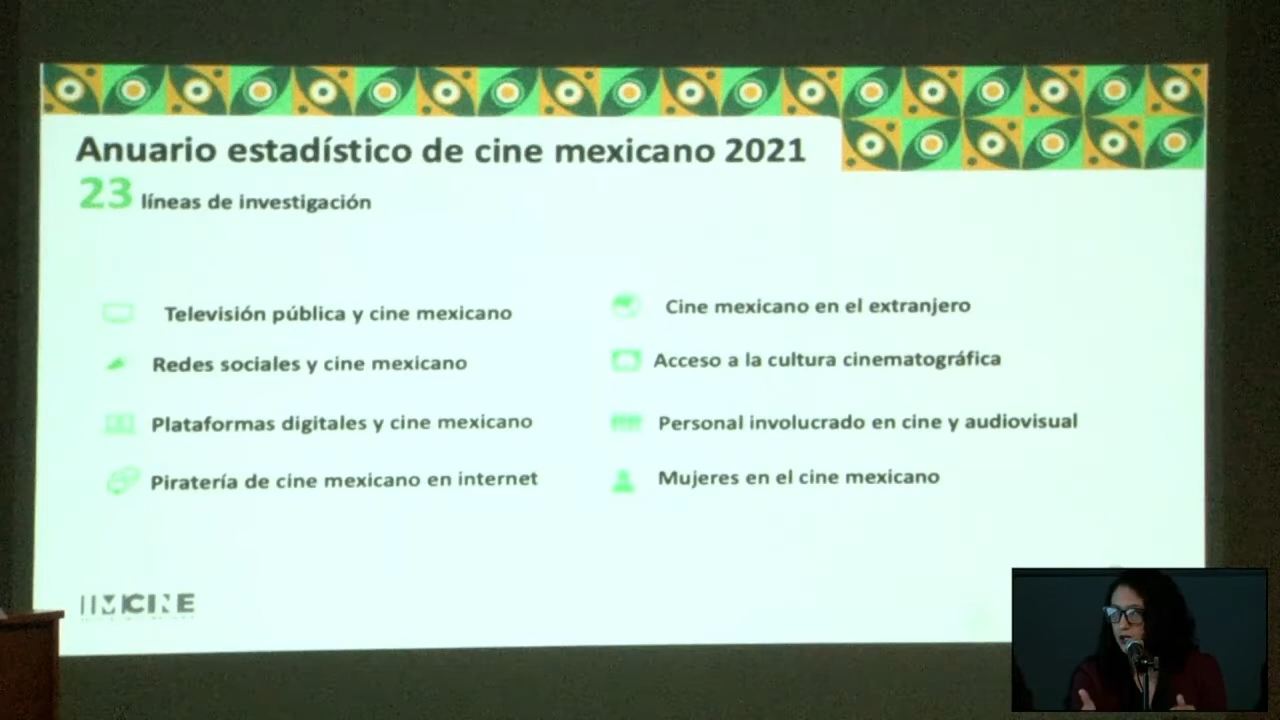 Anuario estadístico de cine mexicano 2021
23 líneas de investigación
Televisión pública y cine mexicano
Redes sociales y cine mexicano
Plataformas digitales y cine mexicano
Piratería de cine mexicano en internet
Cine mexicano en el extranjero
Acceso a la cultura cinematográfica
Personal involucrado en cine y audiovisual
Mujeres en el cine mexicano
IMCINE